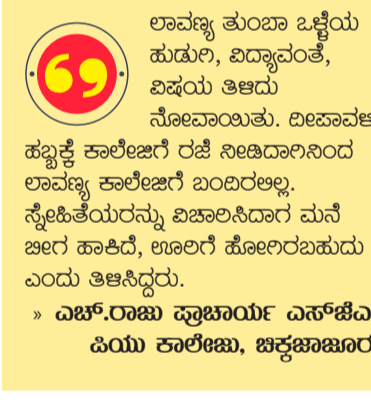 ಲಾವಣ್ಯ ತುಂಬಾ ಒಳ್ಳೆಯ
ಹುಡುಗಿ, ವಿದ್ಯಾವಂತೆ,
ವಿಷಯ ತಿಳಿದು
ನೋವಾಯಿತು. ದೀಪಾವಳಿ
ಹಬ್ಬಕ್ಕೆ ಕಾಲೇಜಿಗೆ ರಜೆ ನೀಡಿದಾಗಿನಿಂದ
ಲಾವಣ್ಯ ಕಾಲೇಜಿಗೆ ಬಂದಿರಲಿಲ್ಲ.
ಸ್ನೇಹಿತೆಯರನ್ನು ವಿಚಾರಿಸಿದಾಗ ಮನೆ
ಬೀಗ ಹಾಕಿದೆ, ಊರಿಗೆ ಹೋಗಿರಬಹುದು
ಎಂದು ತಿಳಿಸಿದ್ದರು.
» ಎಚ್.ರಾಜು ಪ್ರಾಚಾರ್ಯ ಎಸ್‌ಜೆಎ
ಪಿಯು ಕಾಲೇಜು, ಚಿಕ್ಕಜಾಜೂರ